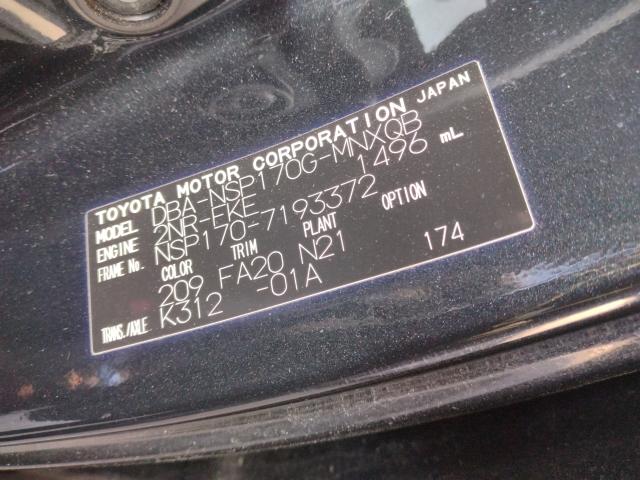 TOYOTA MOTOR CORPORATION JAPAN
MODEL DBA-NSP170G-MNXQB
ENGINE 2NR-FKE 1496 mL
FRAME No. NSP170-7193372
COLOR TRIM PLANT OPTION
209 FA20 N21 174
TRANS./AXLE K312 -01A